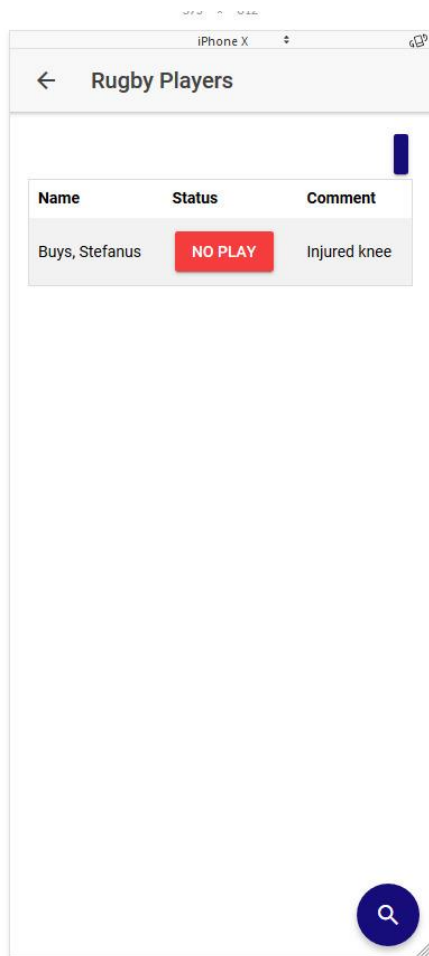 iPhone X
Rugby Players
Name Status Comment
Buys, Stefanus NO PLAY Injured knee